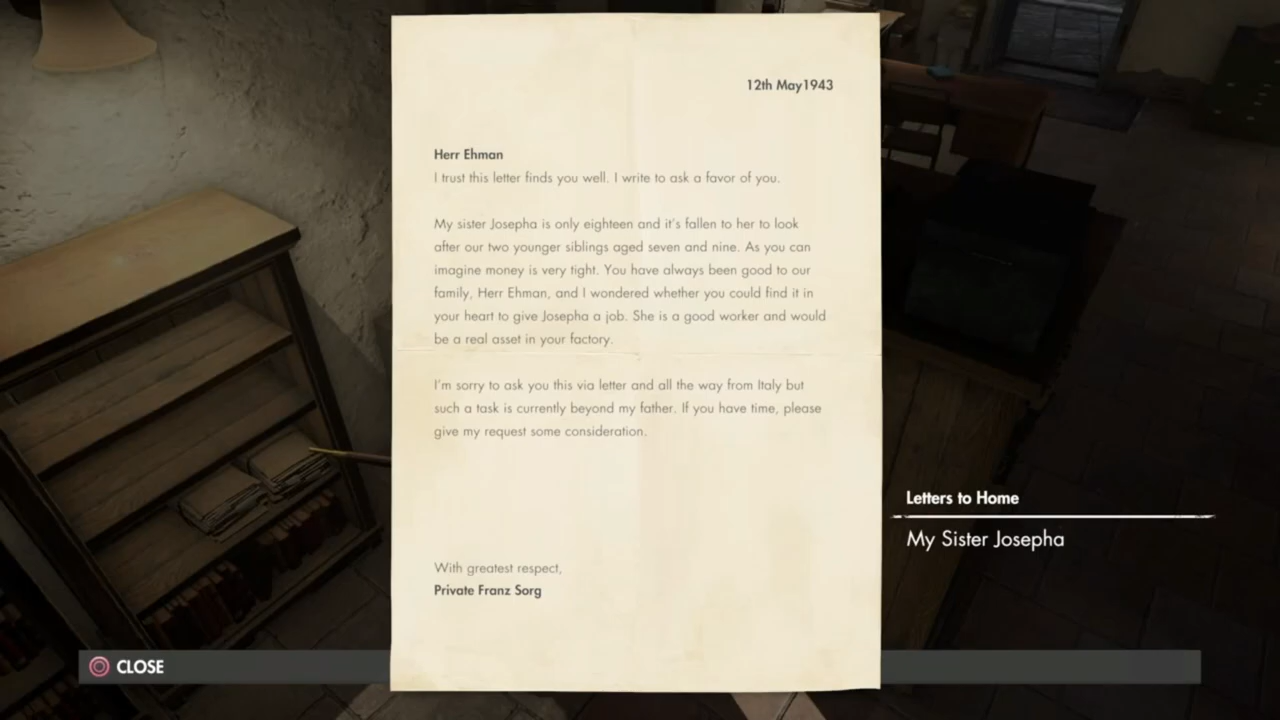 12th May1943
Herr Ehman
I trust this letter finds you well. I write to ask a favor of you.
My sister Josepha is only eighteen and it's fallen to her to look
after our two younger siblings aged seven and nine. As you can
imagine money is very tight. You have always been good to our
family, Herr Ehman, and I wondered whether you could find it in
your heart to give Josepha a job. She is a good worker and would
be a real asset in your factory.
I'm sorry to ask you this via letter and all the way from Italy but
such a task is currently beyond my father. If you have time, please
give my request some consideration.
With greatest respect,
Private Franz Sorg
Letters to Home
My Sister Josepha
CLOSE